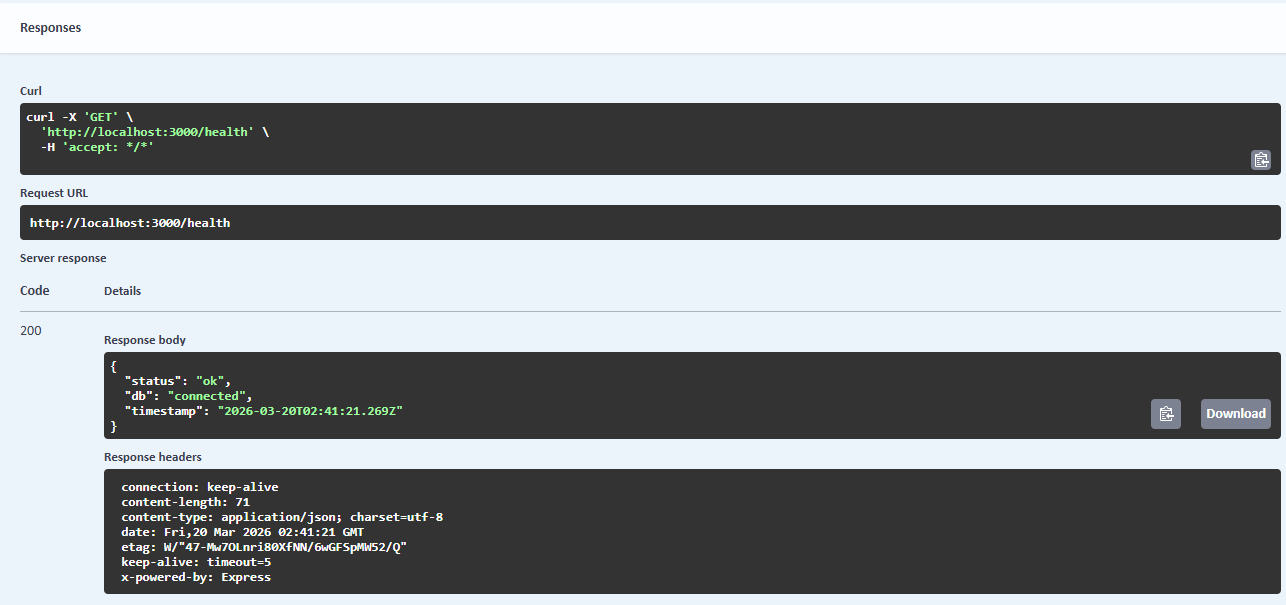 Responses
Curl
curl -X 'GET' \
  'http://localhost:3000/health' \
  -H 'accept: */*'
Request URL
http://localhost:3000/health
Server response
Code Details
200
Response body
{
  "status": "ok",
  "db": "connected",
  "timestamp": "2026-03-20T02:41:21.269Z"
}
Download
Response headers
connection: keep-alive
content-length: 71
content-type: application/json; charset=utf-8
date: Fri,20 Mar 2026 02:41:21 GMT
etag: W/"47-Mw7OLnri80XfNN/6wGFSpMW52/Q"
keep-alive: timeout=5
x-powered-by: Express